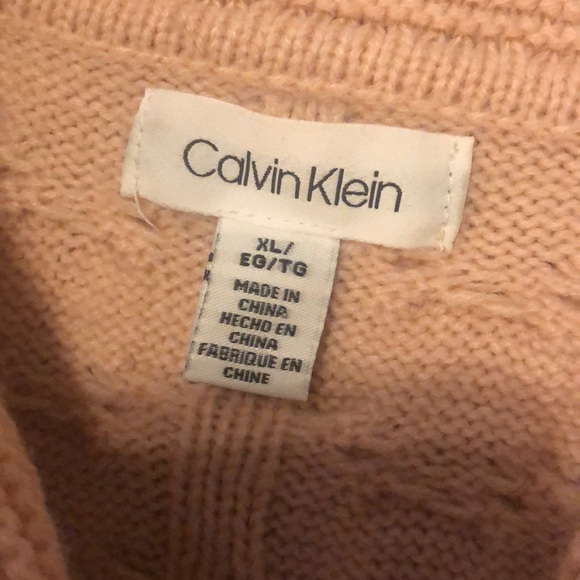 Calvin Klein
XL/
EG/TG
MADE IN
CHINA
HECHO EN
CHINA
FABRIQUE EN
CHINE